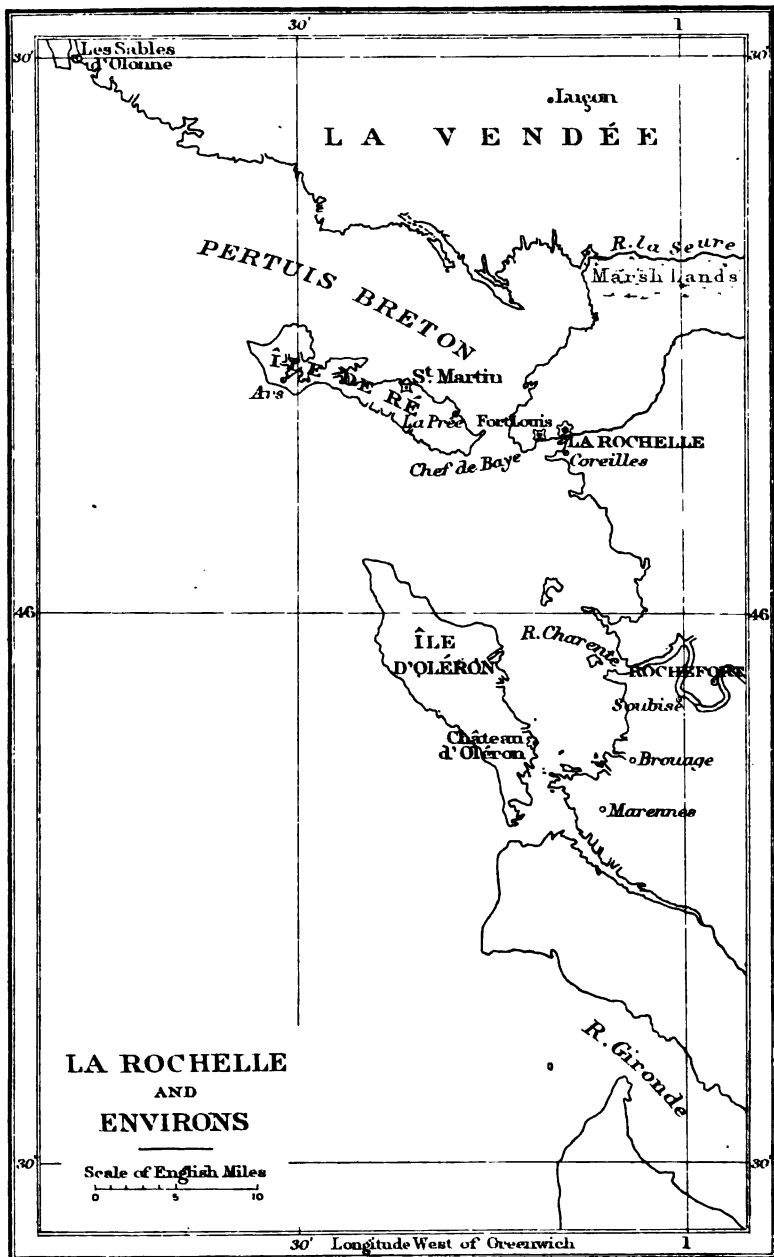 30'
1
30'
Les Sables
d'Olonne
30'
Luçon
LA VENDÉE
PERTUIS BRETON
R. la Seure
Marsh Lands
ÎLE DE RÉ
Ars
St. Martin
La Prée
Fort Louis
LA ROCHELLE
Chef de Baye
Coreilles
46
46
R. Charente
ÎLE
D'OLÉRON
ROCHEFORT
Soubise
Château
d'Oléron
Brouage
Marennes
R. Gironde
LA ROCHELLE
AND
ENVIRONS
Scale of English Miles
0 5 10
30'
30'
30'
Longitude West of Greenwich
1